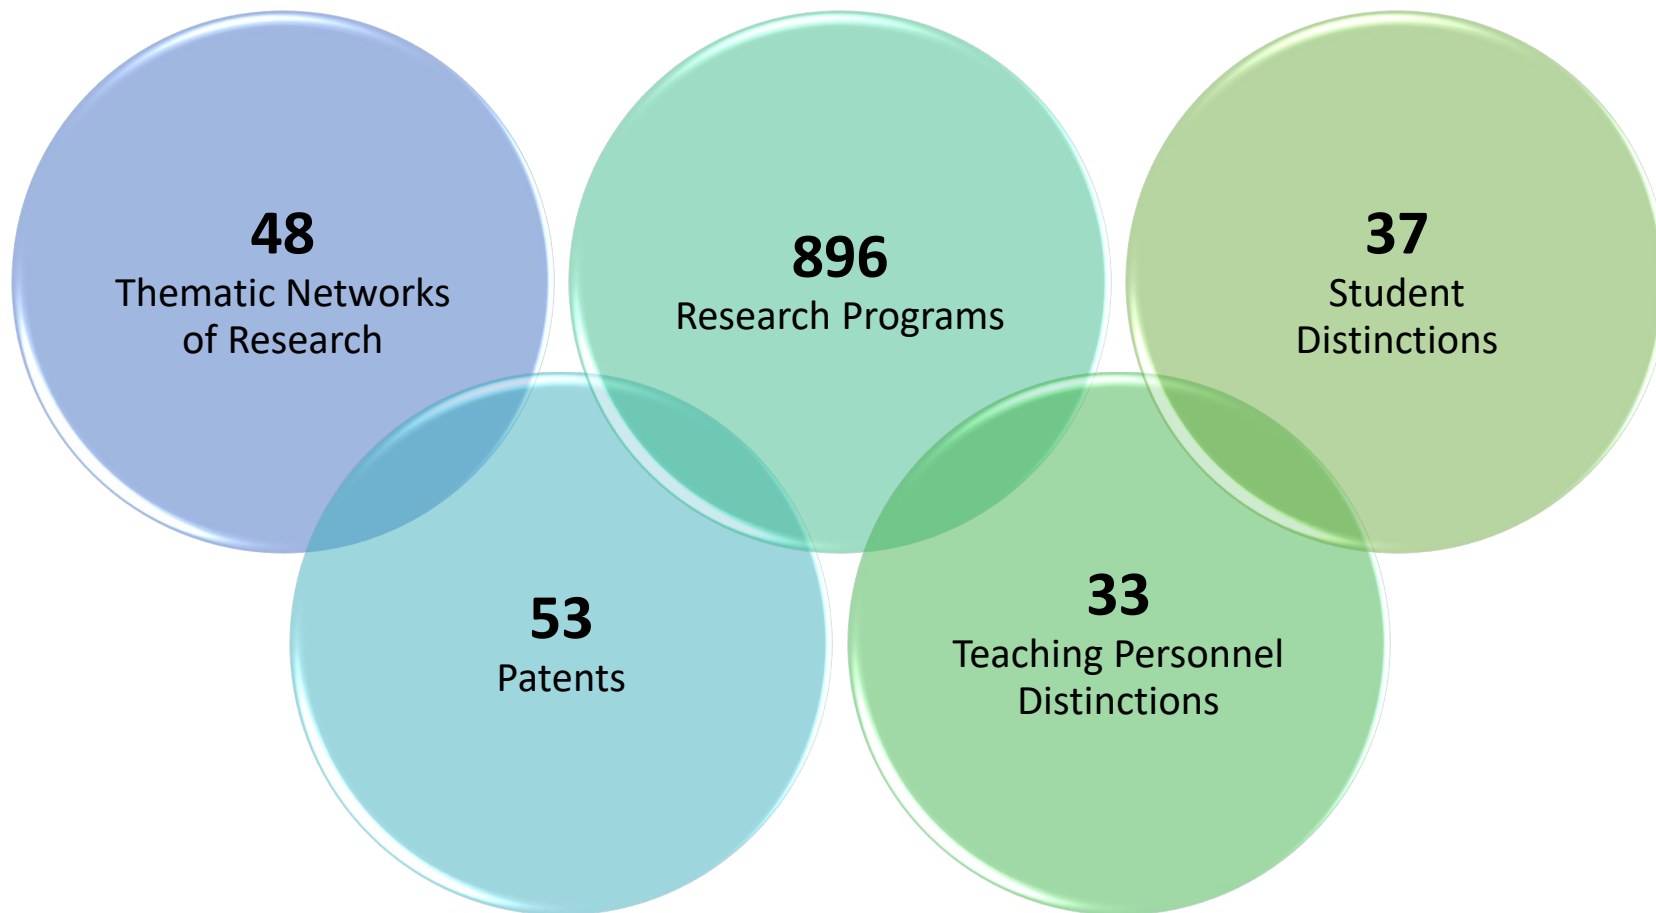 48
Thematic Networks
of Research
896
Research Programs
37
Student
Distinctions
53
Patents
33
Teaching Personnel
Distinctions